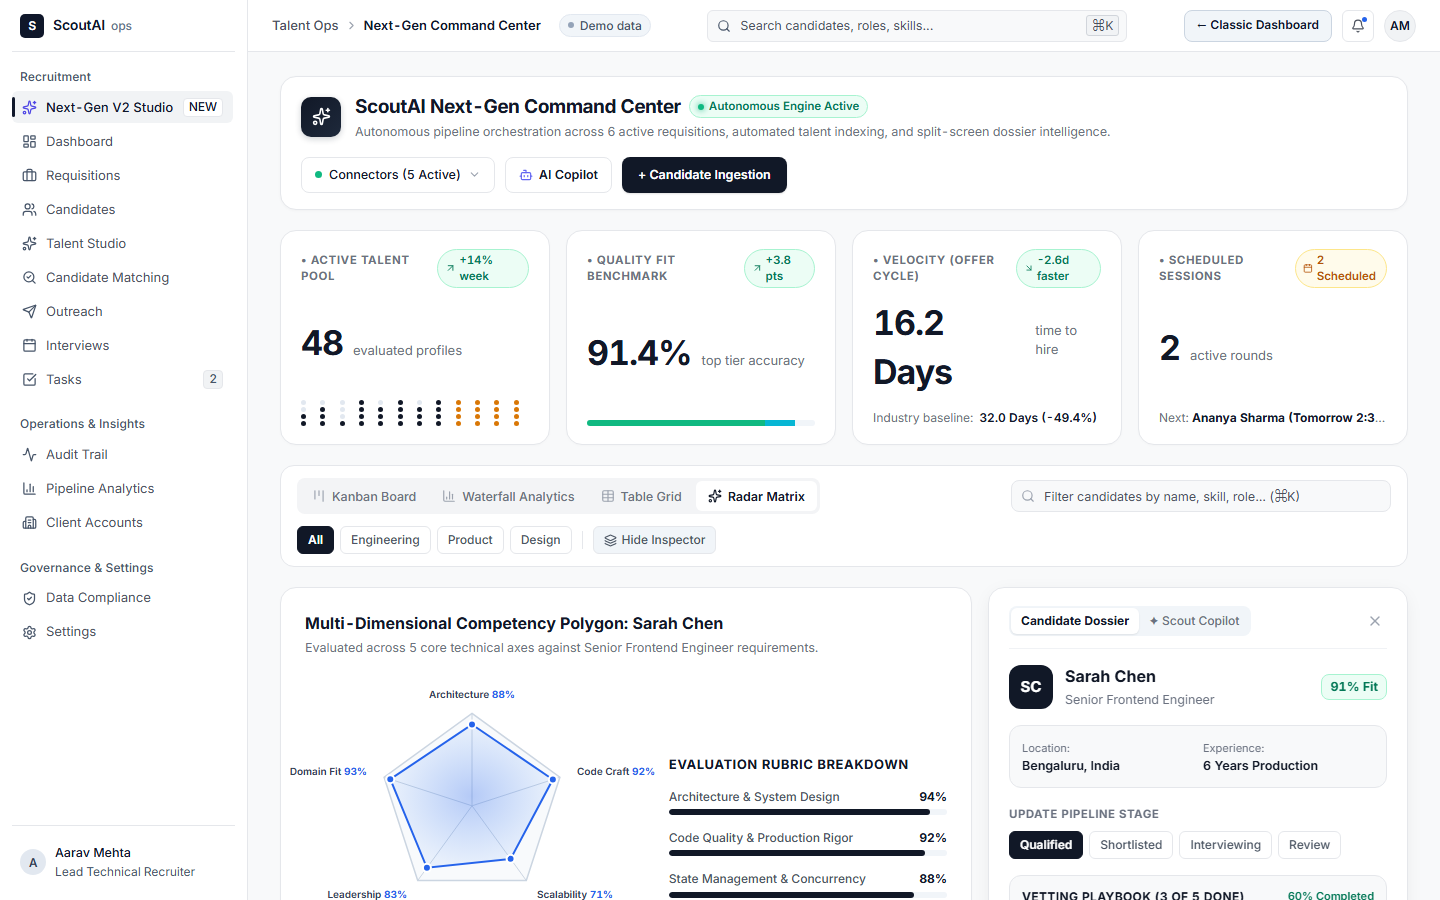 S ScoutAI ops
Recruitment
Next-Gen V2 Studio NEW
Dashboard
Requisitions
Candidates
Talent Studio
Candidate Matching
Outreach
Interviews
Tasks 2
Operations & Insights
Audit Trail
Pipeline Analytics
Client Accounts
Governance & Settings
Data Compliance
Settings
A Aarav Mehta
Lead Technical Recruiter
Talent Ops > Next-Gen Command Center • Demo data
Search candidates, roles, skills... ⌘K
← Classic Dashboard
AM
ScoutAI Next-Gen Command Center • Autonomous Engine Active
Autonomous pipeline orchestration across 6 active requisitions, automated talent indexing, and split-screen dossier intelligence.
Connectors (5 Active)
AI Copilot
+ Candidate Ingestion
• ACTIVE TALENT
POOL
+14%
week
48 evaluated profiles
• QUALITY FIT
BENCHMARK
+3.8
pts
91.4% top tier accuracy
• VELOCITY (OFFER
CYCLE)
-2.6d
faster
16.2
Days
time to
hire
Industry baseline: 32.0 Days (-49.4%)
• SCHEDULED
SESSIONS
2
Scheduled
2 active rounds
Next: Ananya Sharma (Tomorrow 2:3...
Kanban Board
Waterfall Analytics
Table Grid
Radar Matrix
Filter candidates by name, skill, role... (⌘K)
All
Engineering
Product
Design
Hide Inspector
Multi-Dimensional Competency Polygon: Sarah Chen
Evaluated across 5 core technical axes against Senior Frontend Engineer requirements.
Architecture 88%
Domain Fit 93%
Code Craft 92%
Leadership 83%
Scalability 71%
EVALUATION RUBRIC BREAKDOWN
Architecture & System Design 94%
Code Quality & Production Rigor 92%
State Management & Concurrency 88%
Candidate Dossier
✦ Scout Copilot
SC Sarah Chen
Senior Frontend Engineer
91% Fit
Location:
Bengaluru, India
Experience:
6 Years Production
UPDATE PIPELINE STAGE
Qualified
Shortlisted
Interviewing
Review
VETTING PLAYBOOK (3 OF 5 DONE) 60% Completed